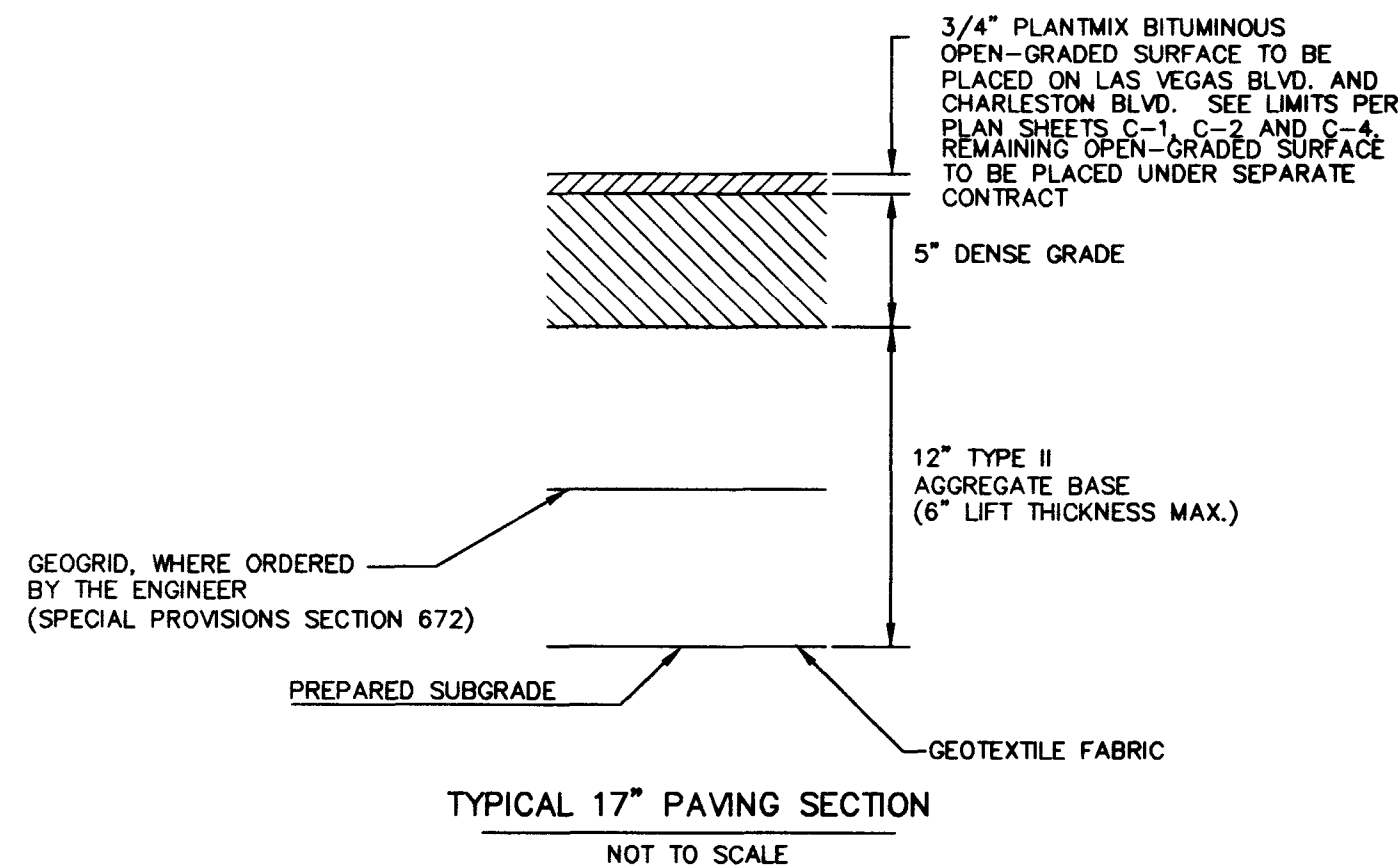 3/4" PLANTMIX BITUMINOUS
OPEN-GRADED SURFACE TO BE
PLACED ON LAS VEGAS BLVD. AND
CHARLESTON BLVD. SEE LIMITS PER
PLAN SHEETS C-1, C-2 AND C-4.
REMAINING OPEN-GRADED SURFACE
TO BE PLACED UNDER SEPARATE
CONTRACT
5" DENSE GRADE
12" TYPE II
AGGREGATE BASE
(6" LIFT THICKNESS MAX.)
GEOGRID, WHERE ORDERED
BY THE ENGINEER
(SPECIAL PROVISIONS SECTION 672)
PREPARED SUBGRADE
GEOTEXTILE FABRIC
TYPICAL 17" PAVING SECTION
NOT TO SCALE